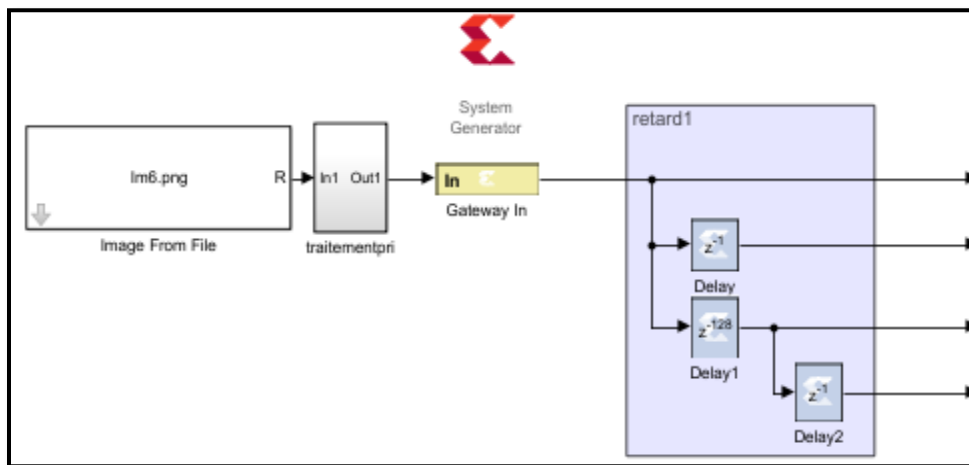 System
Generator
retard1
Im6.png
R
In1
Out1
In
Gateway In
Image From File
traitementpri
z-1
Delay
z-128
Delay1
z-1
Delay2